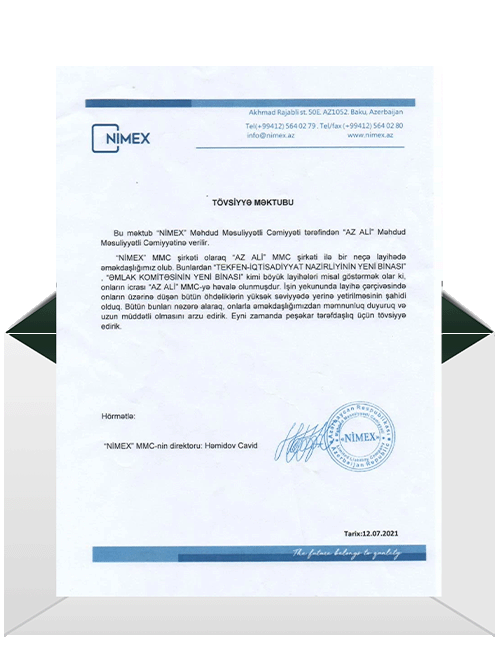 NIMEX
Akhmad Rajabli st. 50E, AZ1052, Baku, Azerbaijan
Tel(+99412) 564 02 79 , Tel/fax (+99412) 564 02 80
info@nimex.az www.nimex.az
TÖVSİYYƏ MƏKTUBU
Bu məktub “NİMEX” Məhdud Məsuliyyətli Cəmiyyəti tərəfindən “AZ ALİ” Məhdud
Məsuliyyətli Cəmiyyətinə verilir.
“NİMEX” MMC şirkəti olaraq “AZ ALİ” MMC şirkəti ilə bir neçə layihədə
əməkdaşlığımız olub. Bunlardan “TEKFEN-İQTİSADİYYAT NAZİRLİYİNİN YENİ BİNASI”
, “ƏMLAK KOMİTƏSİNİN YENİ BİNASI” kimi böyük layihələri misal göstərmək olar ki,
onların icrası “AZ ALİ” MMC-yə həvalə olunmuşdur. İşin yekununda layihə çərçivəsində
onların üzərinə düşən bütün öhdəliklərin yüksək səviyyədə yerinə yetirilməsinin şahidi
olduq. Bütün bunları nəzərə alaraq, onlarla əməkdaşlığımızdan məmnunluq duyuruq və
uzun müddətli olmasını arzu edirik. Eyni zamanda peşəkar tərəfdaşlıq üçün tövsiyyə
edirik.
Hörmətlə:
“NİMEX” MMC-nin direktoru: Həmidov Cavid
Azərbaycan Respublikası
«NİMEX»
Azerbaijan Republic
Tarix:12.07.2021
The future belongs to quality